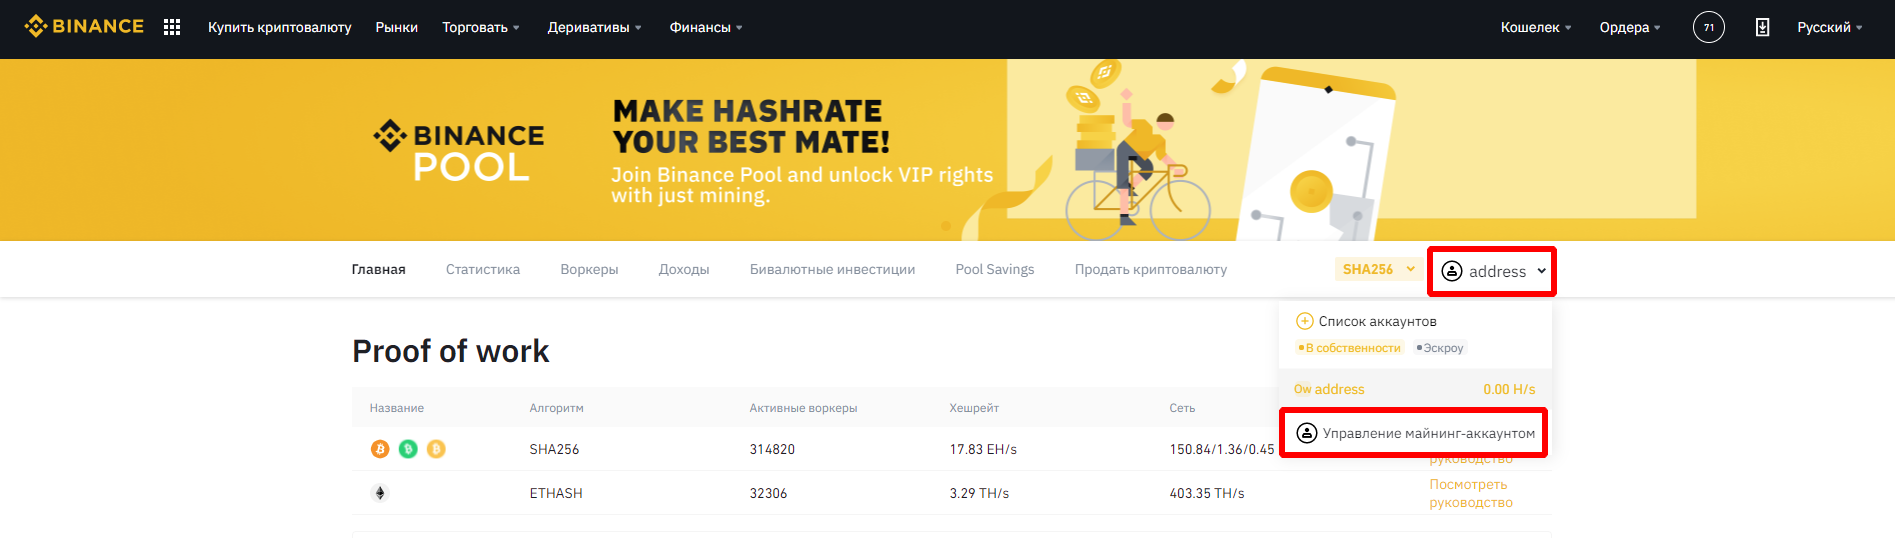 BINANCE Купить криптовалюту Рынки Торговать Деривативы Финансы Кошелек Ордера 71 Русский
BINANCE
POOL
MAKE HASHRATE
YOUR BEST MATE!
Join Binance Pool and unlock VIP rights
with just mining.
Главная Статистика Воркеры Доходы Бивалютные инвестиции Pool Savings Продать криптовалюту SHA256 address
Список аккаунтов
В собственности Эскроу
Ow address 0.00 H/s
Управление майнинг-аккаунтом
Proof of work
Название Алгоритм Активные воркеры Хешрейт Сеть
SHA256 314820 17.83 EH/s 150.84/1.36/0.45
руководство
ETHASH 32306 3.29 TH/s 403.35 TH/s Посмотреть
руководство